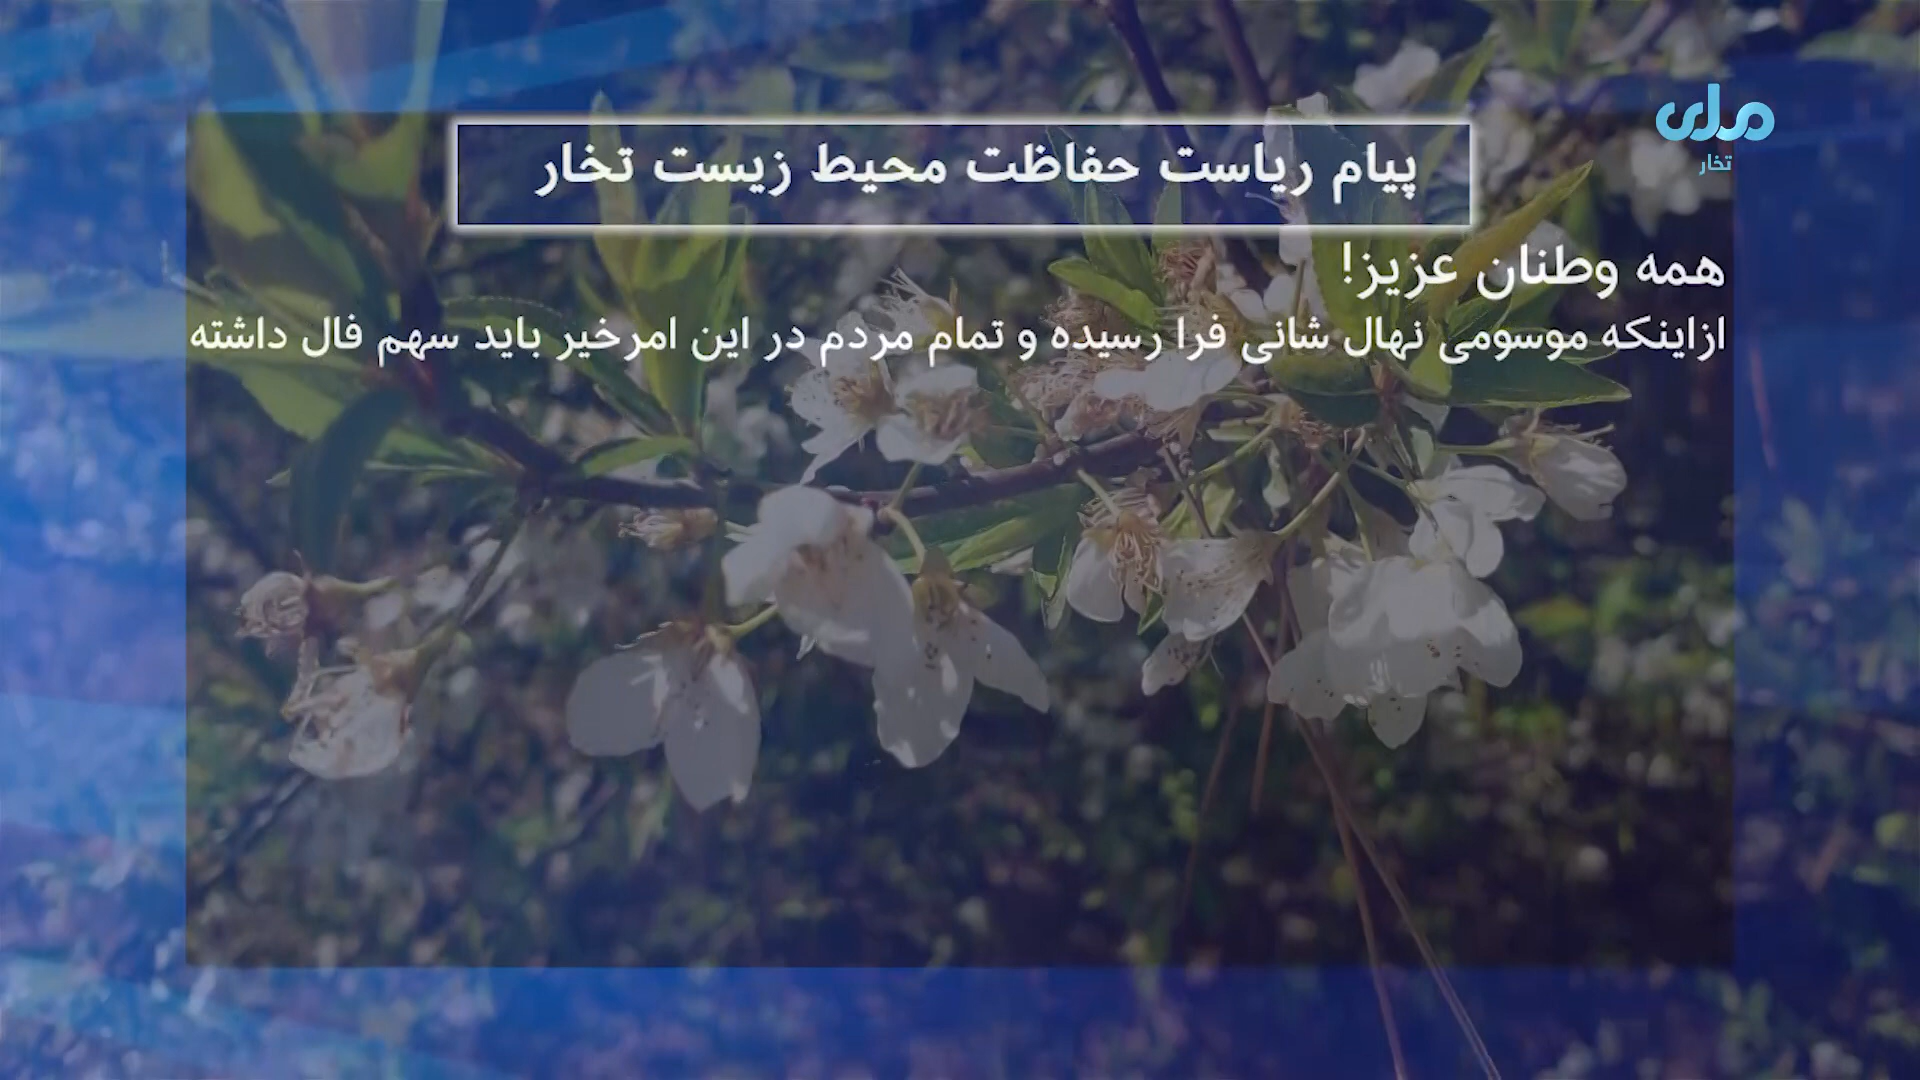 ملی
تخار
پیام ریاست حفاظت محیط زیست تخار
همه وطنان عزیز!
ازاینکه موسومی نهال شانی فرا رسیده و تمام مردم در این امرخیر باید سهم فال داشته